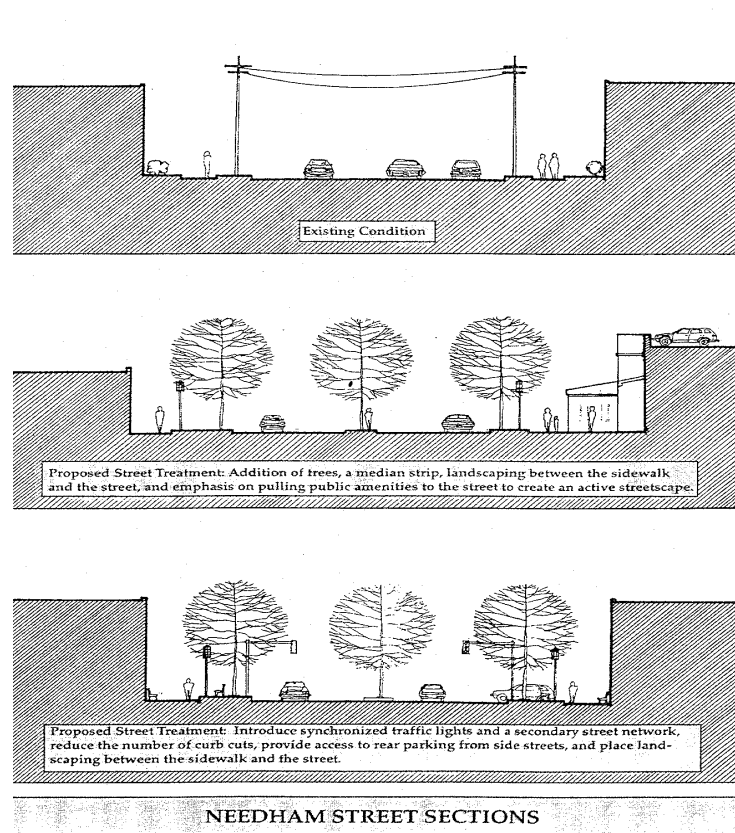 Existing Condition
Proposed Street Treatment: Addition of trees, a median strip, landscaping between the sidewalk
and the street, and emphasis on pulling public amenities to the street to create an active streetscape.
Proposed Street Treatment: Introduce synchronized traffic lights and a secondary street network,
reduce the number of curb cuts, provide access to rear parking from side streets, and place land-
scaping between the sidewalk and the street.
NEEDHAM STREET SECTIONS